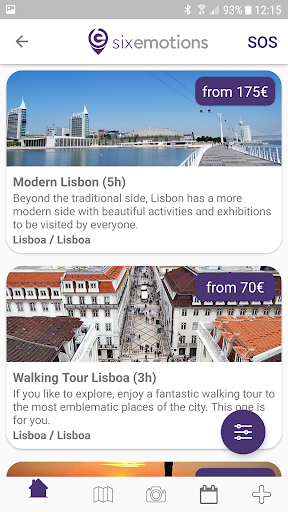 93% 12:15
sixemotions
SOS
from 175€
Modern Lisbon (5h)
Beyond the traditional side, Lisbon has a more
modern side with beautiful activities and exhibitions
to be visited by everyone.
Lisboa / Lisboa
from 70€
Walking Tour Lisboa (3h)
If you like to explore, enjoy a fantastic walking tour to
the most emblematic places of the city. This one is
for you.
Lisboa / Lisboa